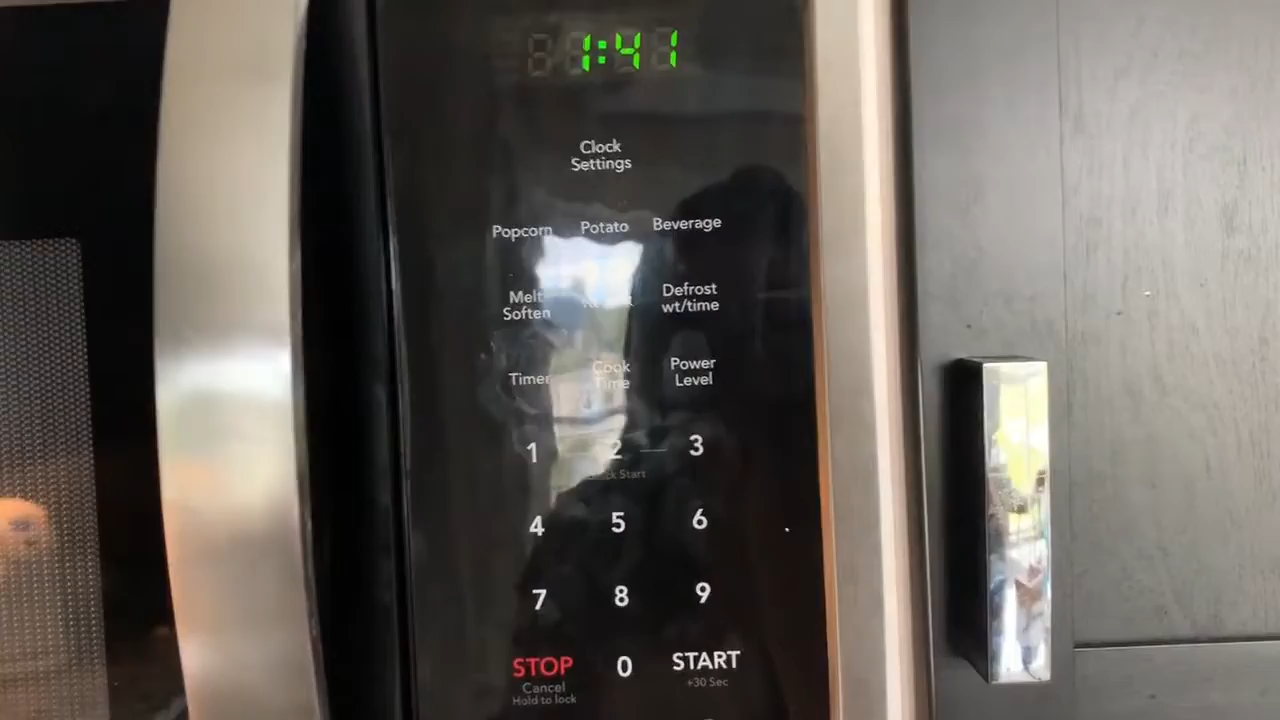 1:41
Clock
Settings
Popcorn Potato Beverage
Melt
Soften
Defrost
wt/time
Timer
Cook
Time
Power
Level
1 2 3
Start
4 5 6
7 8 9
STOP 0 START
Cancel
Hold to lock
+30 Sec